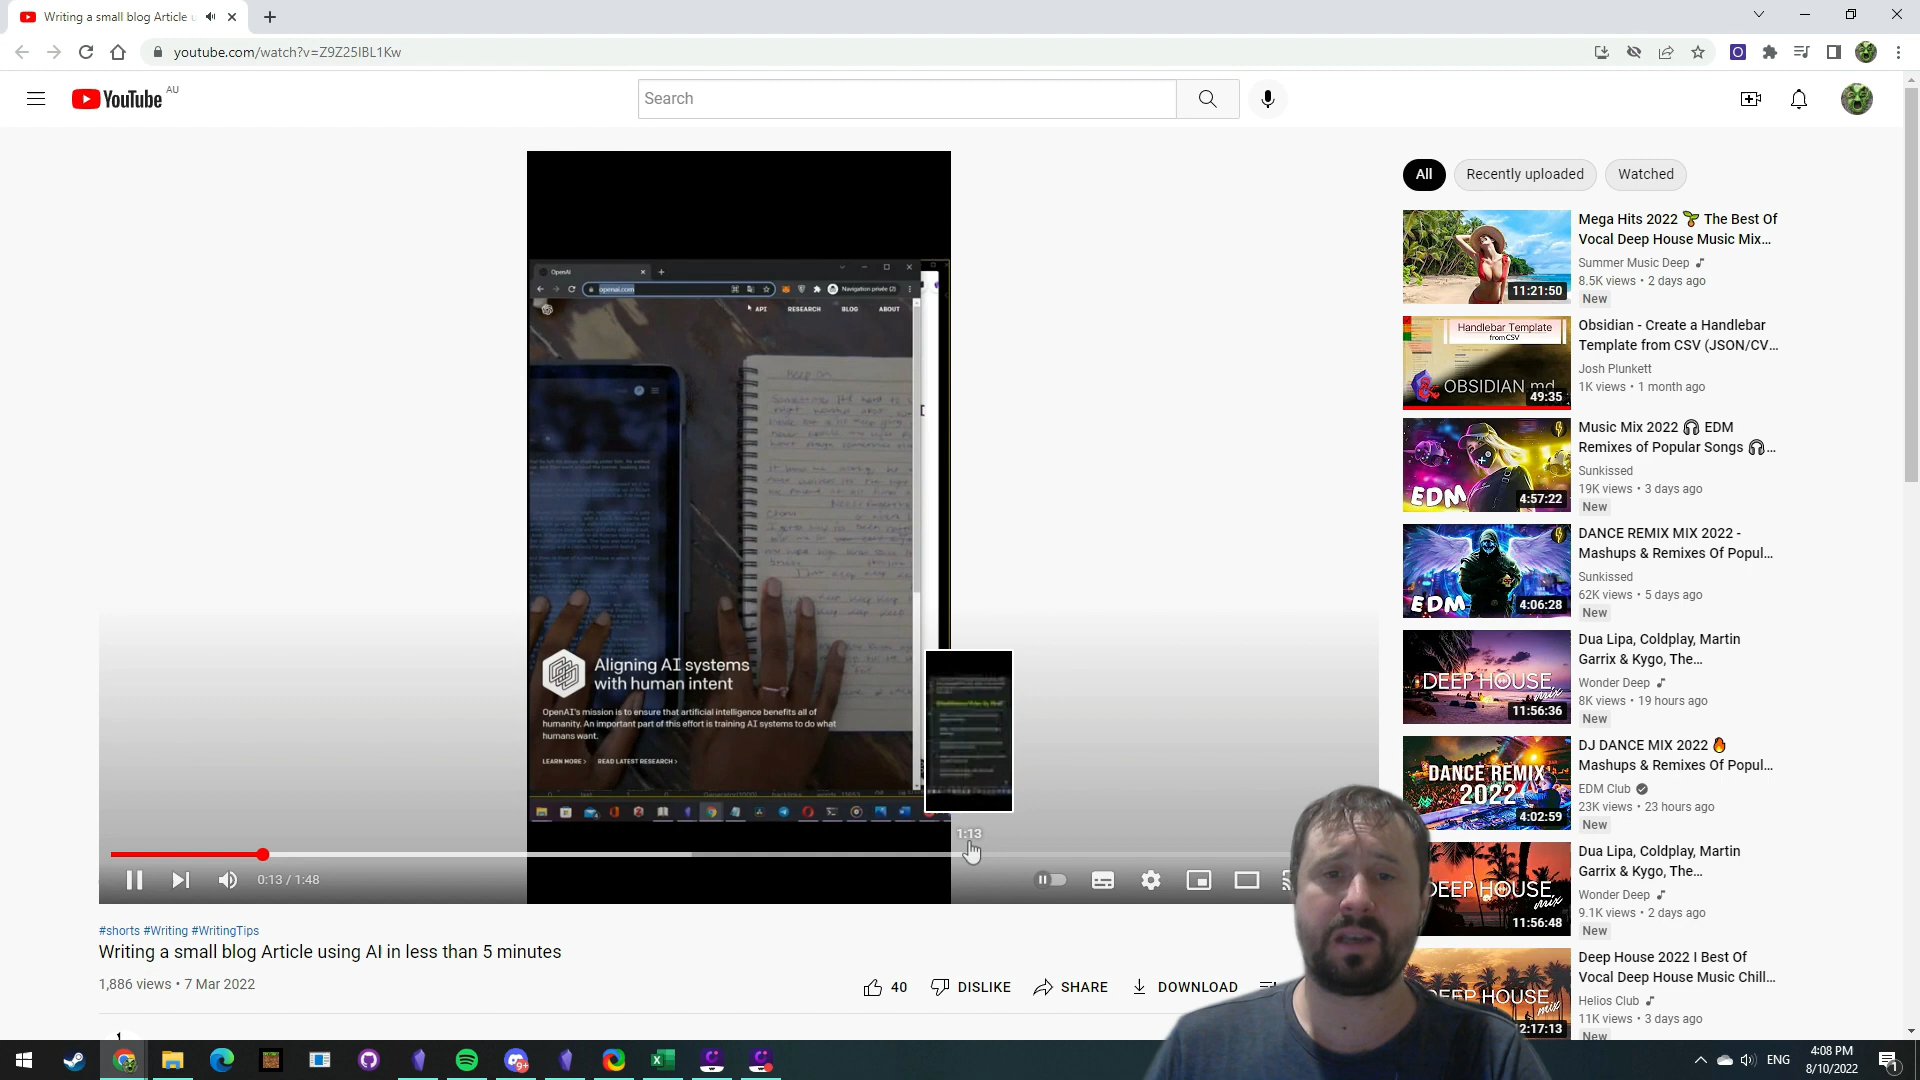 Writing a small blog Article u
youtube.com/watch?v=Z9Z25IBL1Kw
YouTube AU
Search
All
Recently uploaded
Watched
OpenAI
openai.com
Navigation privée (2)
API
RESEARCH
BLOG
ABOUT
Aligning AI systems
with human intent
OpenAI's mission is to ensure that artificial intelligence benefits all of
humanity. An important part of this effort is training AI systems to do what
humans want.
LEARN MORE >
READ LATEST RESEARCH >
1:13
0:13 / 1:48
#shorts #Writing #WritingTips
Writing a small blog Article using AI in less than 5 minutes
1,886 views • 7 Mar 2022
40
DISLIKE
SHARE
DOWNLOAD
11:21:50
Mega Hits 2022 🌱 The Best Of
Vocal Deep House Music Mix...
Summer Music Deep
8.5K views • 2 days ago
New
Handlebar Template
from CSV
OBSIDIAN md
49:35
Obsidian - Create a Handlebar
Template from CSV (JSON/CV...
Josh Plunkett
1K views • 1 month ago
EDM
4:57:22
Music Mix 2022 🎧 EDM
Remixes of Popular Songs 🎧...
Sunkissed
19K views • 3 days ago
New
EDM
4:06:28
DANCE REMIX MIX 2022 -
Mashups & Remixes Of Popul...
Sunkissed
62K views • 5 days ago
New
DEEP HOUSE
mix
11:56:36
Dua Lipa, Coldplay, Martin
Garrix & Kygo, The...
Wonder Deep
8K views • 19 hours ago
New
DANCE REMIX
2022
4:02:59
DJ DANCE MIX 2022 🔥
Mashups & Remixes Of Popul...
EDM Club
23K views • 23 hours ago
New
DEEP HOUSE
mix
11:56:48
Dua Lipa, Coldplay, Martin
Garrix & Kygo, The...
Wonder Deep
9.1K views • 2 days ago
New
EEP HOUSE
mix
2:17:13
Deep House 2022 I Best Of
Vocal Deep House Music Chill...
Helios Club
11K views • 3 days ago
New
9+
ENG
4:08 PM
8/10/2022
1